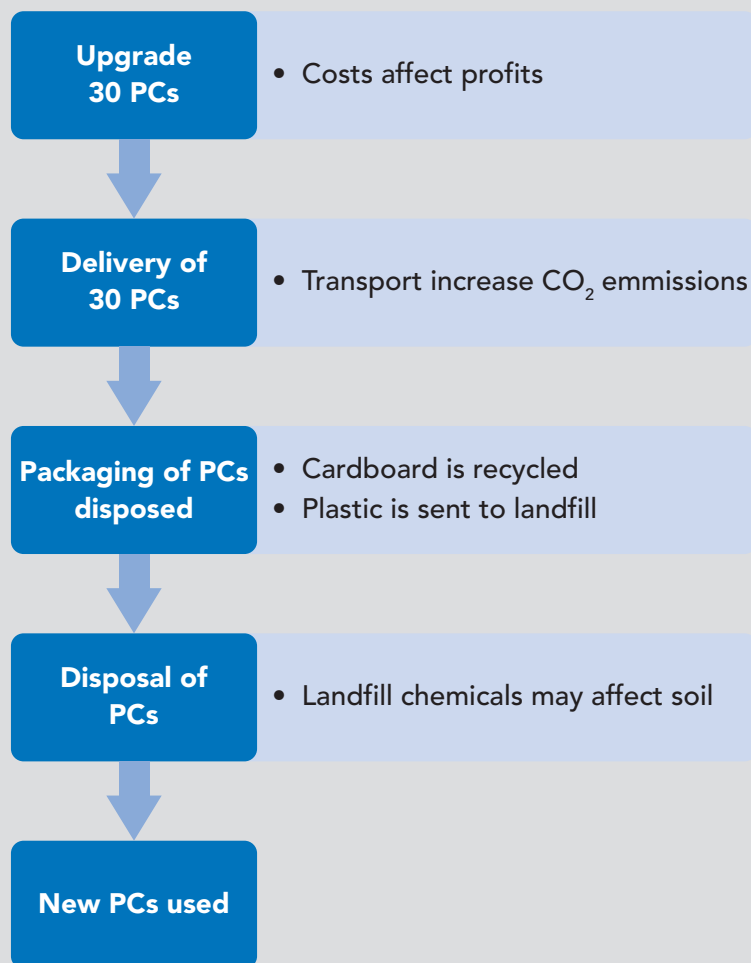 Upgrade
30 PCs
• Costs affect profits
Delivery of
30 PCs
• Transport increase CO₂ emmissions
Packaging of PCs
disposed
• Cardboard is recycled
• Plastic is sent to landfill
Disposal of
PCs
• Landfill chemicals may affect soil
New PCs used